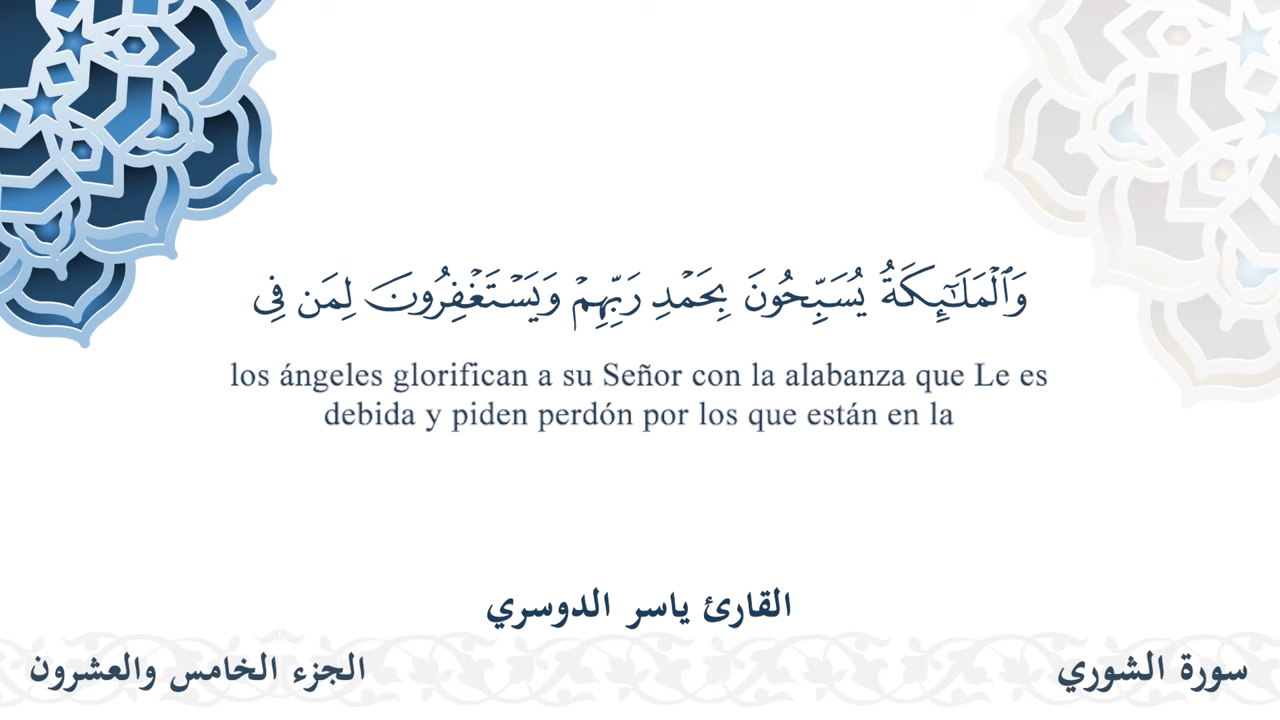 وَٱلْمَلَـٰٓئِكَةُ يُسَبِّحُونَ بِحَمْدِ رَبِّهِمْ وَيَسْتَغْفِرُونَ لِمَن فِى
los ángeles glorifican a su Señor con la alabanza que Le es
debida y piden perdón por los que están en la
القارئ ياسر الدوسري
سورة الشوري
الجزء الخامس والعشرون